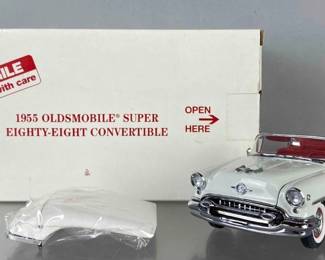 ILE
with care
1955 OLDSMOBILE® SUPER
EIGHTY-EIGHT CONVERTIBLE
OPEN
HERE